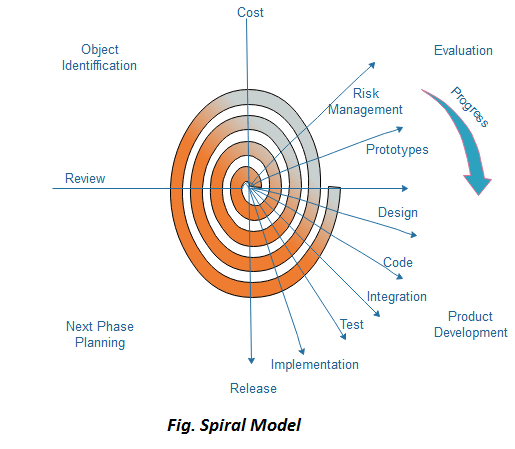 Cost
Object
Identiffication
Evaluation
Progress
Risk
Management
Prototypes
Review
Design
Code
Integration
Next Phase
Planning
Test
Product
Development
Implementation
Release
Fig. Spiral Model